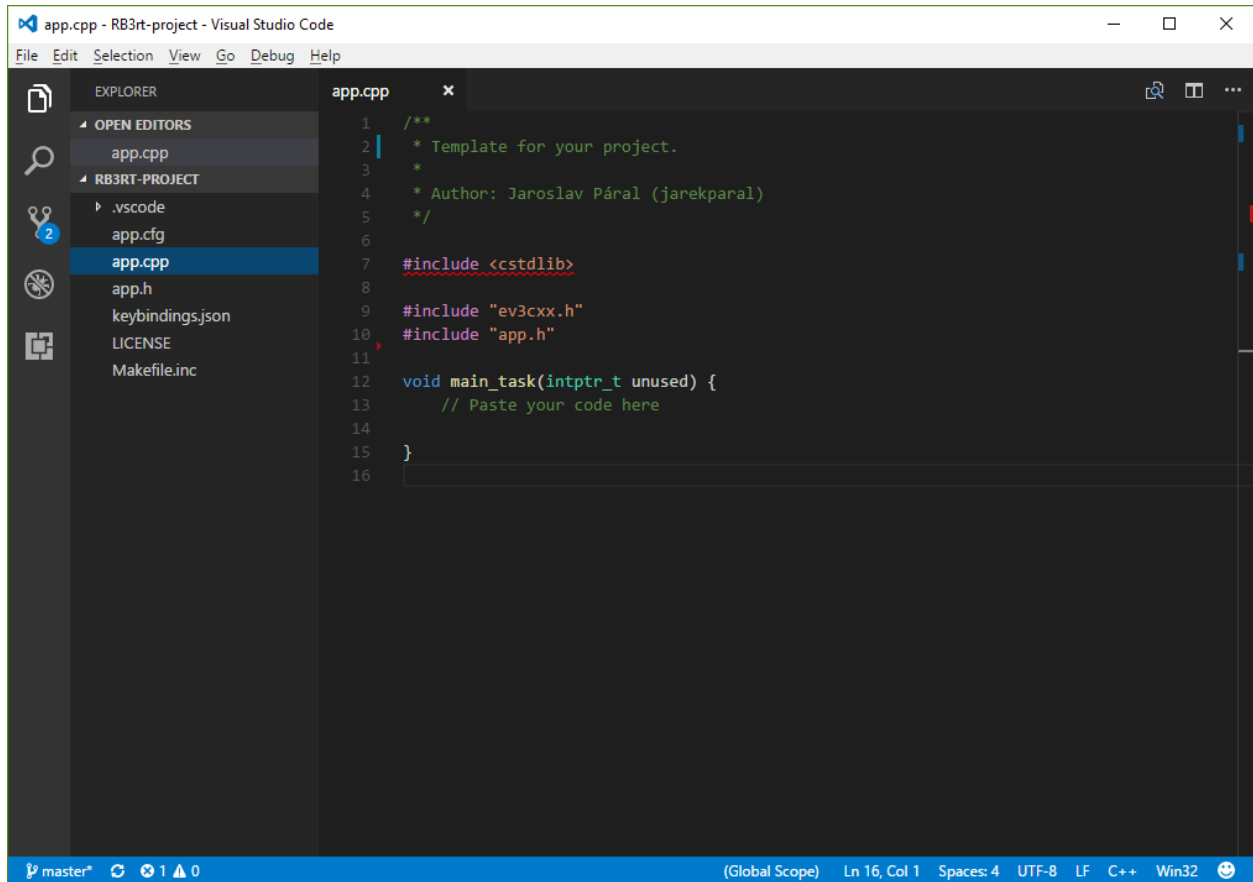 app.cpp - RB3rt-project - Visual Studio Code
File Edit Selection View Go Debug Help
EXPLORER
OPEN EDITORS
app.cpp
RB3RT-PROJECT
.vscode
app.cfg
app.cpp
app.h
keybindings.json
LICENSE
Makefile.inc
2
app.cpp
1 /**
2 * Template for your project.
3 *
4 * Author: Jaroslav Páral (jarekparal)
5 */
6
7 #include <cstdlib>
8
9 #include "ev3cxx.h"
10 #include "app.h"
11
12 void main_task(intptr_t unused) {
13 // Paste your code here
14
15 }
16
master* 1 0 (Global Scope) Ln 16, Col 1 Spaces: 4 UTF-8 LF C++ Win32